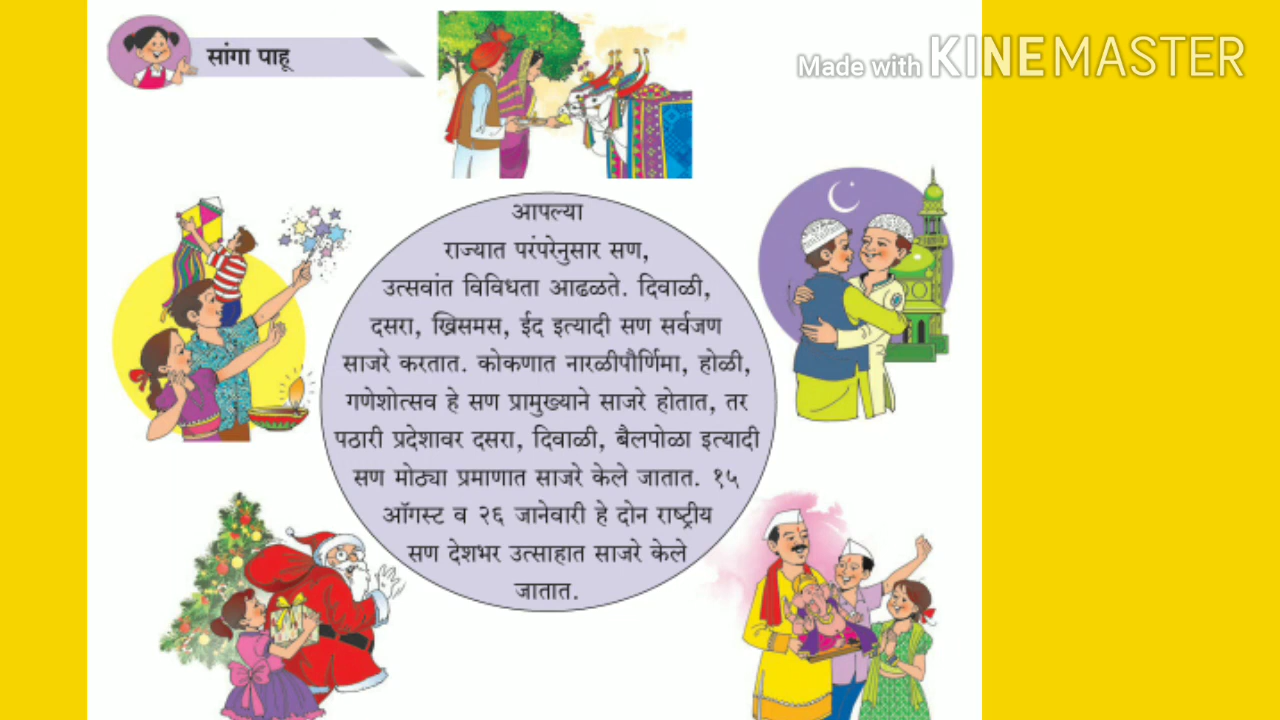 सांगा पाहू
Made with KINEMASTER
आपल्या
राज्यात परंपरेनुसार सण,
उत्सवांत विविधता आढळते. दिवाळी,
दसरा, ख्रिसमस, ईद इत्यादी सण सर्वजण
साजरे करतात. कोकणात नारळीपौर्णिमा, होळी,
गणेशोत्सव हे सण प्रामुख्याने साजरे होतात, तर
पठारी प्रदेशावर दसरा, दिवाळी, बैलपोळा इत्यादी
सण मोठ्या प्रमाणात साजरे केले जातात. १५
ऑगस्ट व २६ जानेवारी हे दोन राष्ट्रीय
सण देशभर उत्साहात साजरे केले
जातात.